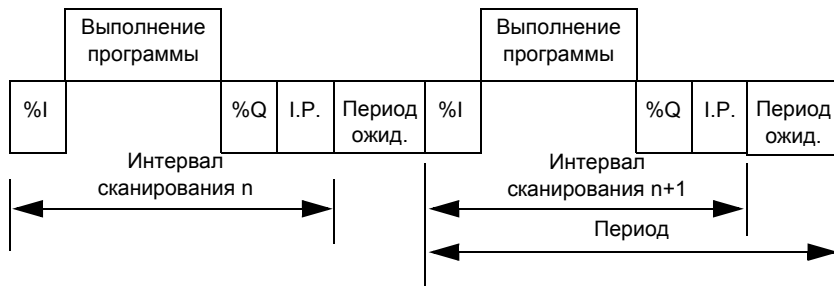 Выполнение
программы
Выполнение
программы
%I
%Q
I.P.
Период
ожид.
%I
%Q
I.P.
Период
ожид.
Интервал
сканирования n
Интервал
сканирования n+1
Период